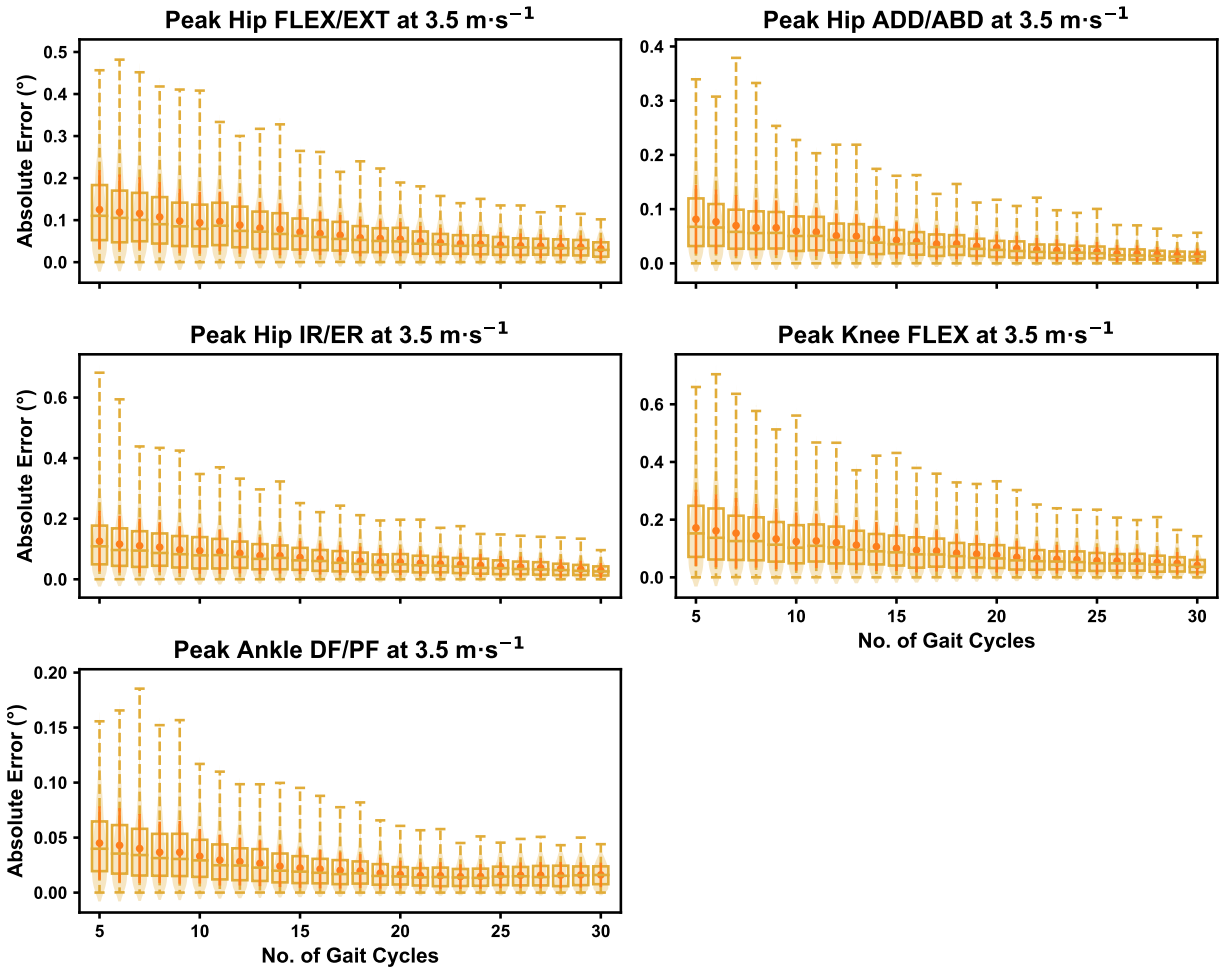 Peak Hip FLEX/EXT at 3.5 m·s⁻¹
Absolute Error (°)
0.5
0.4
0.3
0.2
0.1
0.0
Peak Hip ADD/ABD at 3.5 m·s⁻¹
0.4
0.3
0.2
0.1
0.0
Peak Hip IR/ER at 3.5 m·s⁻¹
Absolute Error (°)
0.6
0.4
0.2
0.0
Peak Knee FLEX at 3.5 m·s⁻¹
0.6
0.4
0.2
0.0
5 10 15 20 25 30
No. of Gait Cycles
Peak Ankle DF/PF at 3.5 m·s⁻¹
Absolute Error (°)
0.20
0.15
0.10
0.05
0.00
5 10 15 20 25 30
No. of Gait Cycles